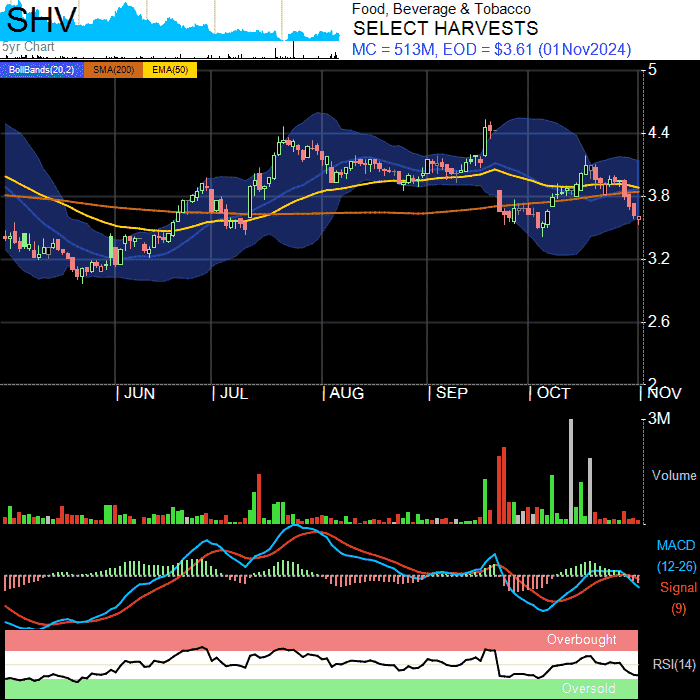 SHV
5yr Chart
Food, Beverage & Tobacco
SELECT HARVESTS
MC = 513M, EOD = $3.61 (01Nov2024)
BollBands(20,2) SMA(200) EMA(50)
5
4.4
3.8
3.2
2.6
2
JUN JUL AUG SEP OCT NOV
3M
Volume
MACD
(12-26)
Signal
(9)
Overbought
RSI(14)
Oversold